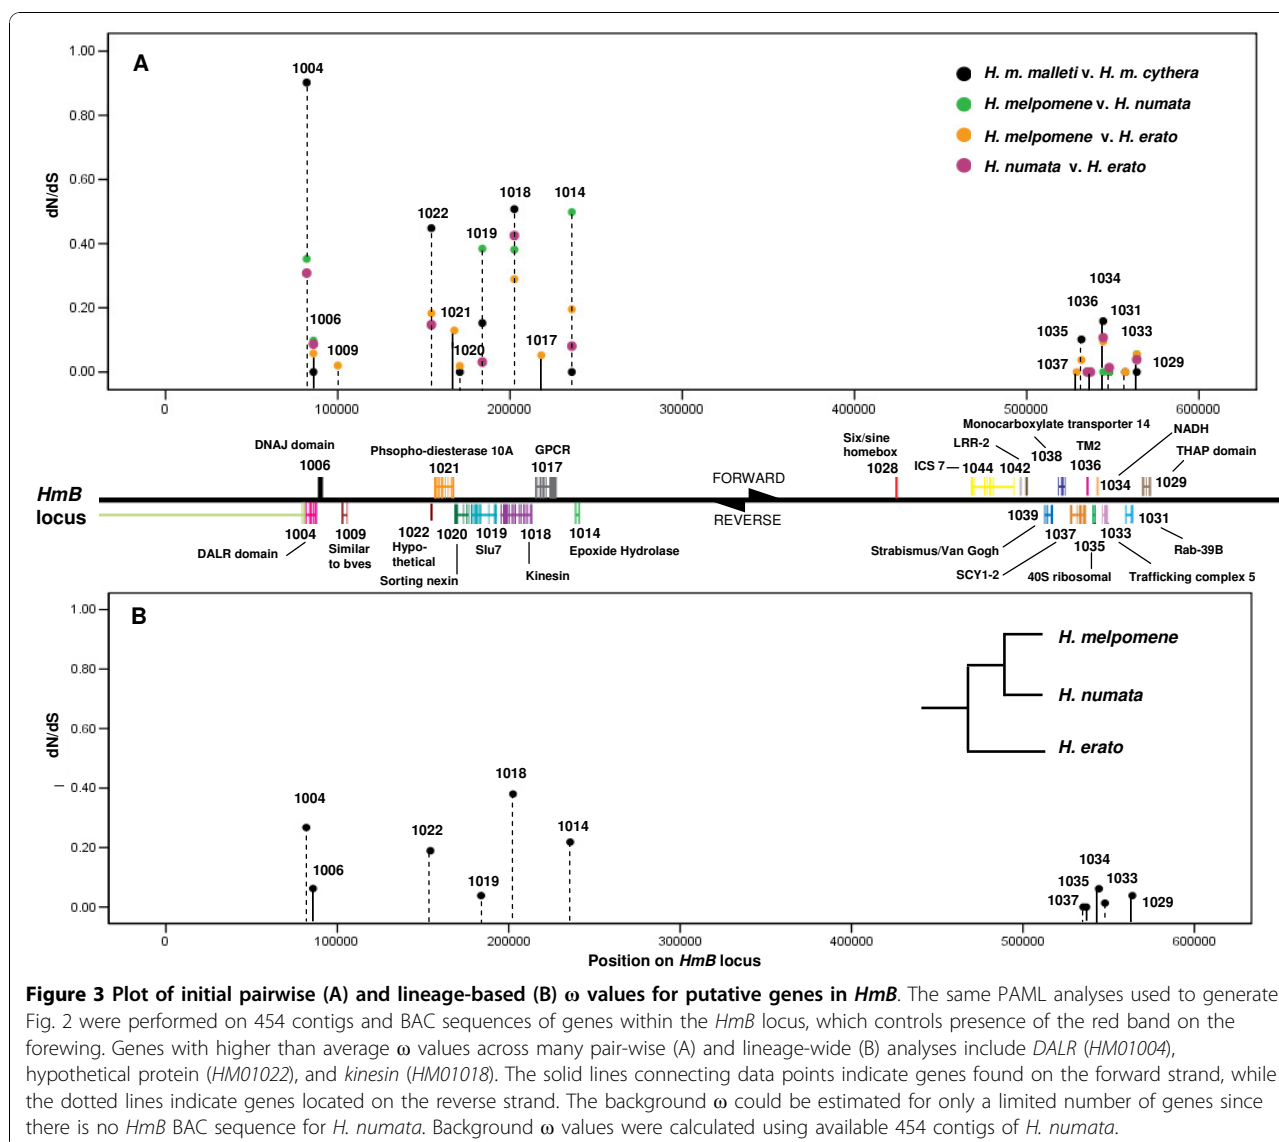 1.00
A
1004
H. m. malleti v. H. m. cythera
0.80
H. melpomene v. H. numata
H. melpomene v. H. erato
0.60
H. numata v. H. erato
dN/dS
1018
1014
1022
1019
0.40
1034
0.20
1006
1021
1036
1031
1035
1033
1009
1020
1017
1037
1029
0.00
0
100000
200000
300000
400000
500000
600000
Monocarboxylate transporter 14
NADH
DNAJ domain
Phsopho-diesterase 10A
GPCR
Six/sine
homebox
LRR-2
TM2
THAP domain
1006
1021
1017
1028
ICS 7
1044
1042
1038
1036
1034
1029
FORWARD
HmB
locus
REVERSE
1004
1009
1022
1020
1019
1018
1014
1039
1037
1035
1033
1031
DALR domain
Similar
to bves
Hypo-
thetical
Slu7
Epoxide Hydrolase
Strabismus/Van Gogh
Rab-39B
Sorting nexin
Kinesin
SCY1-2
40S ribosomal
Trafficking complex 5
1.00
B
H. melpomene
0.80
H. numata
H. erato
0.60
dN/dS
1018
0.40
1004
1022
1014
0.20
1006
1019
1034
1035
1033
1037
1029
0.00
0
100000
200000
300000
400000
500000
600000
Position on HmB locus
Figure 3 Plot of initial pairwise (A) and lineage-based (B) ω values for putative genes in HmB. The same PAML analyses used to generate
Fig. 2 were performed on 454 contigs and BAC sequences of genes within the HmB locus, which controls presence of the red band on the
forewing. Genes with higher than average ω values across many pair-wise (A) and lineage-wide (B) analyses include DALR (HM01004),
hypothetical protein (HM01022), and kinesin (HM01018). The solid lines connecting data points indicate genes found on the forward strand, while
the dotted lines indicate genes located on the reverse strand. The background ω could be estimated for only a limited number of genes since
there is no HmB BAC sequence for H. numata. Background ω values were calculated using available 454 contigs of H. numata.